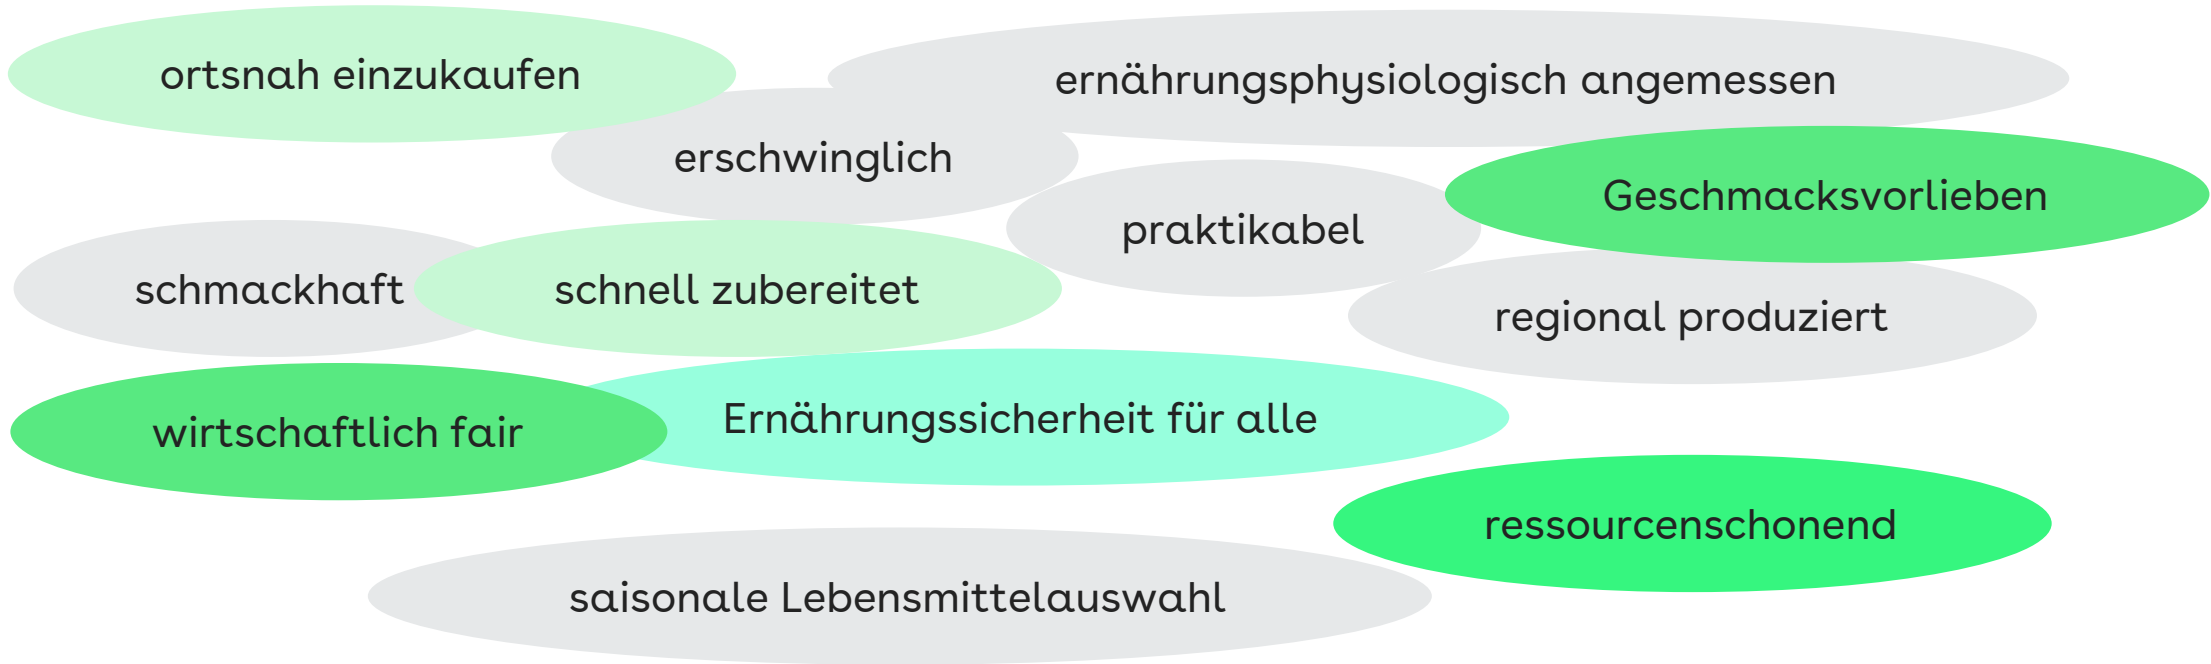 ortsnah einzukaufen
ernährungsphysiologisch angemessen
erschwinglich
Geschmacksvorlieben
praktikabel
schmackhaft
schnell zubereitet
regional produziert
wirtschaftlich fair
Ernährungssicherheit für alle
ressourcenschonend
saisonale Lebensmittelauswahl